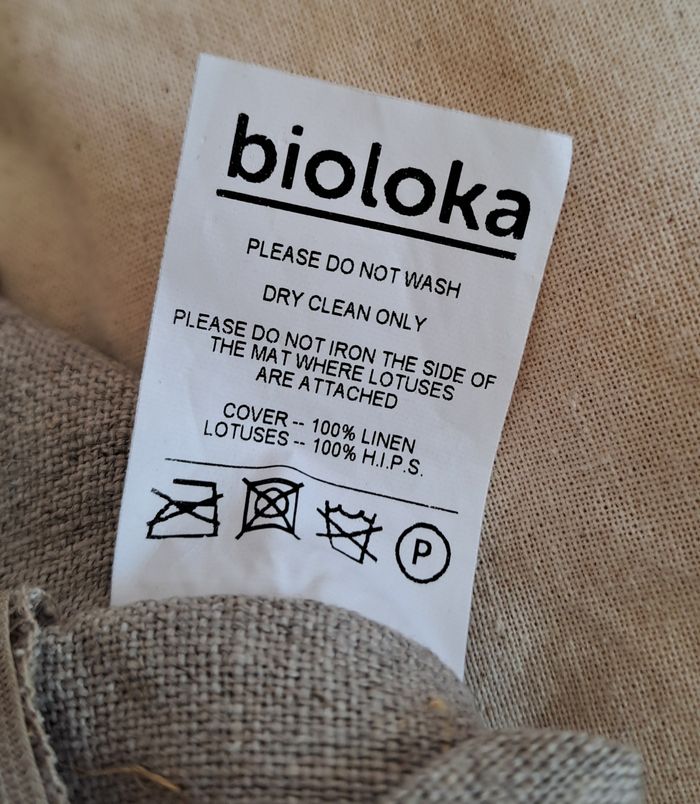 bioloka
PLEASE DO NOT WASH
DRY CLEAN ONLY
PLEASE DO NOT IRON THE SIDE OF
THE MAT WHERE LOTUSES
ARE ATTACHED
COVER -- 100% LINEN
LOTUSES -- 100% H.I.P.S.
P